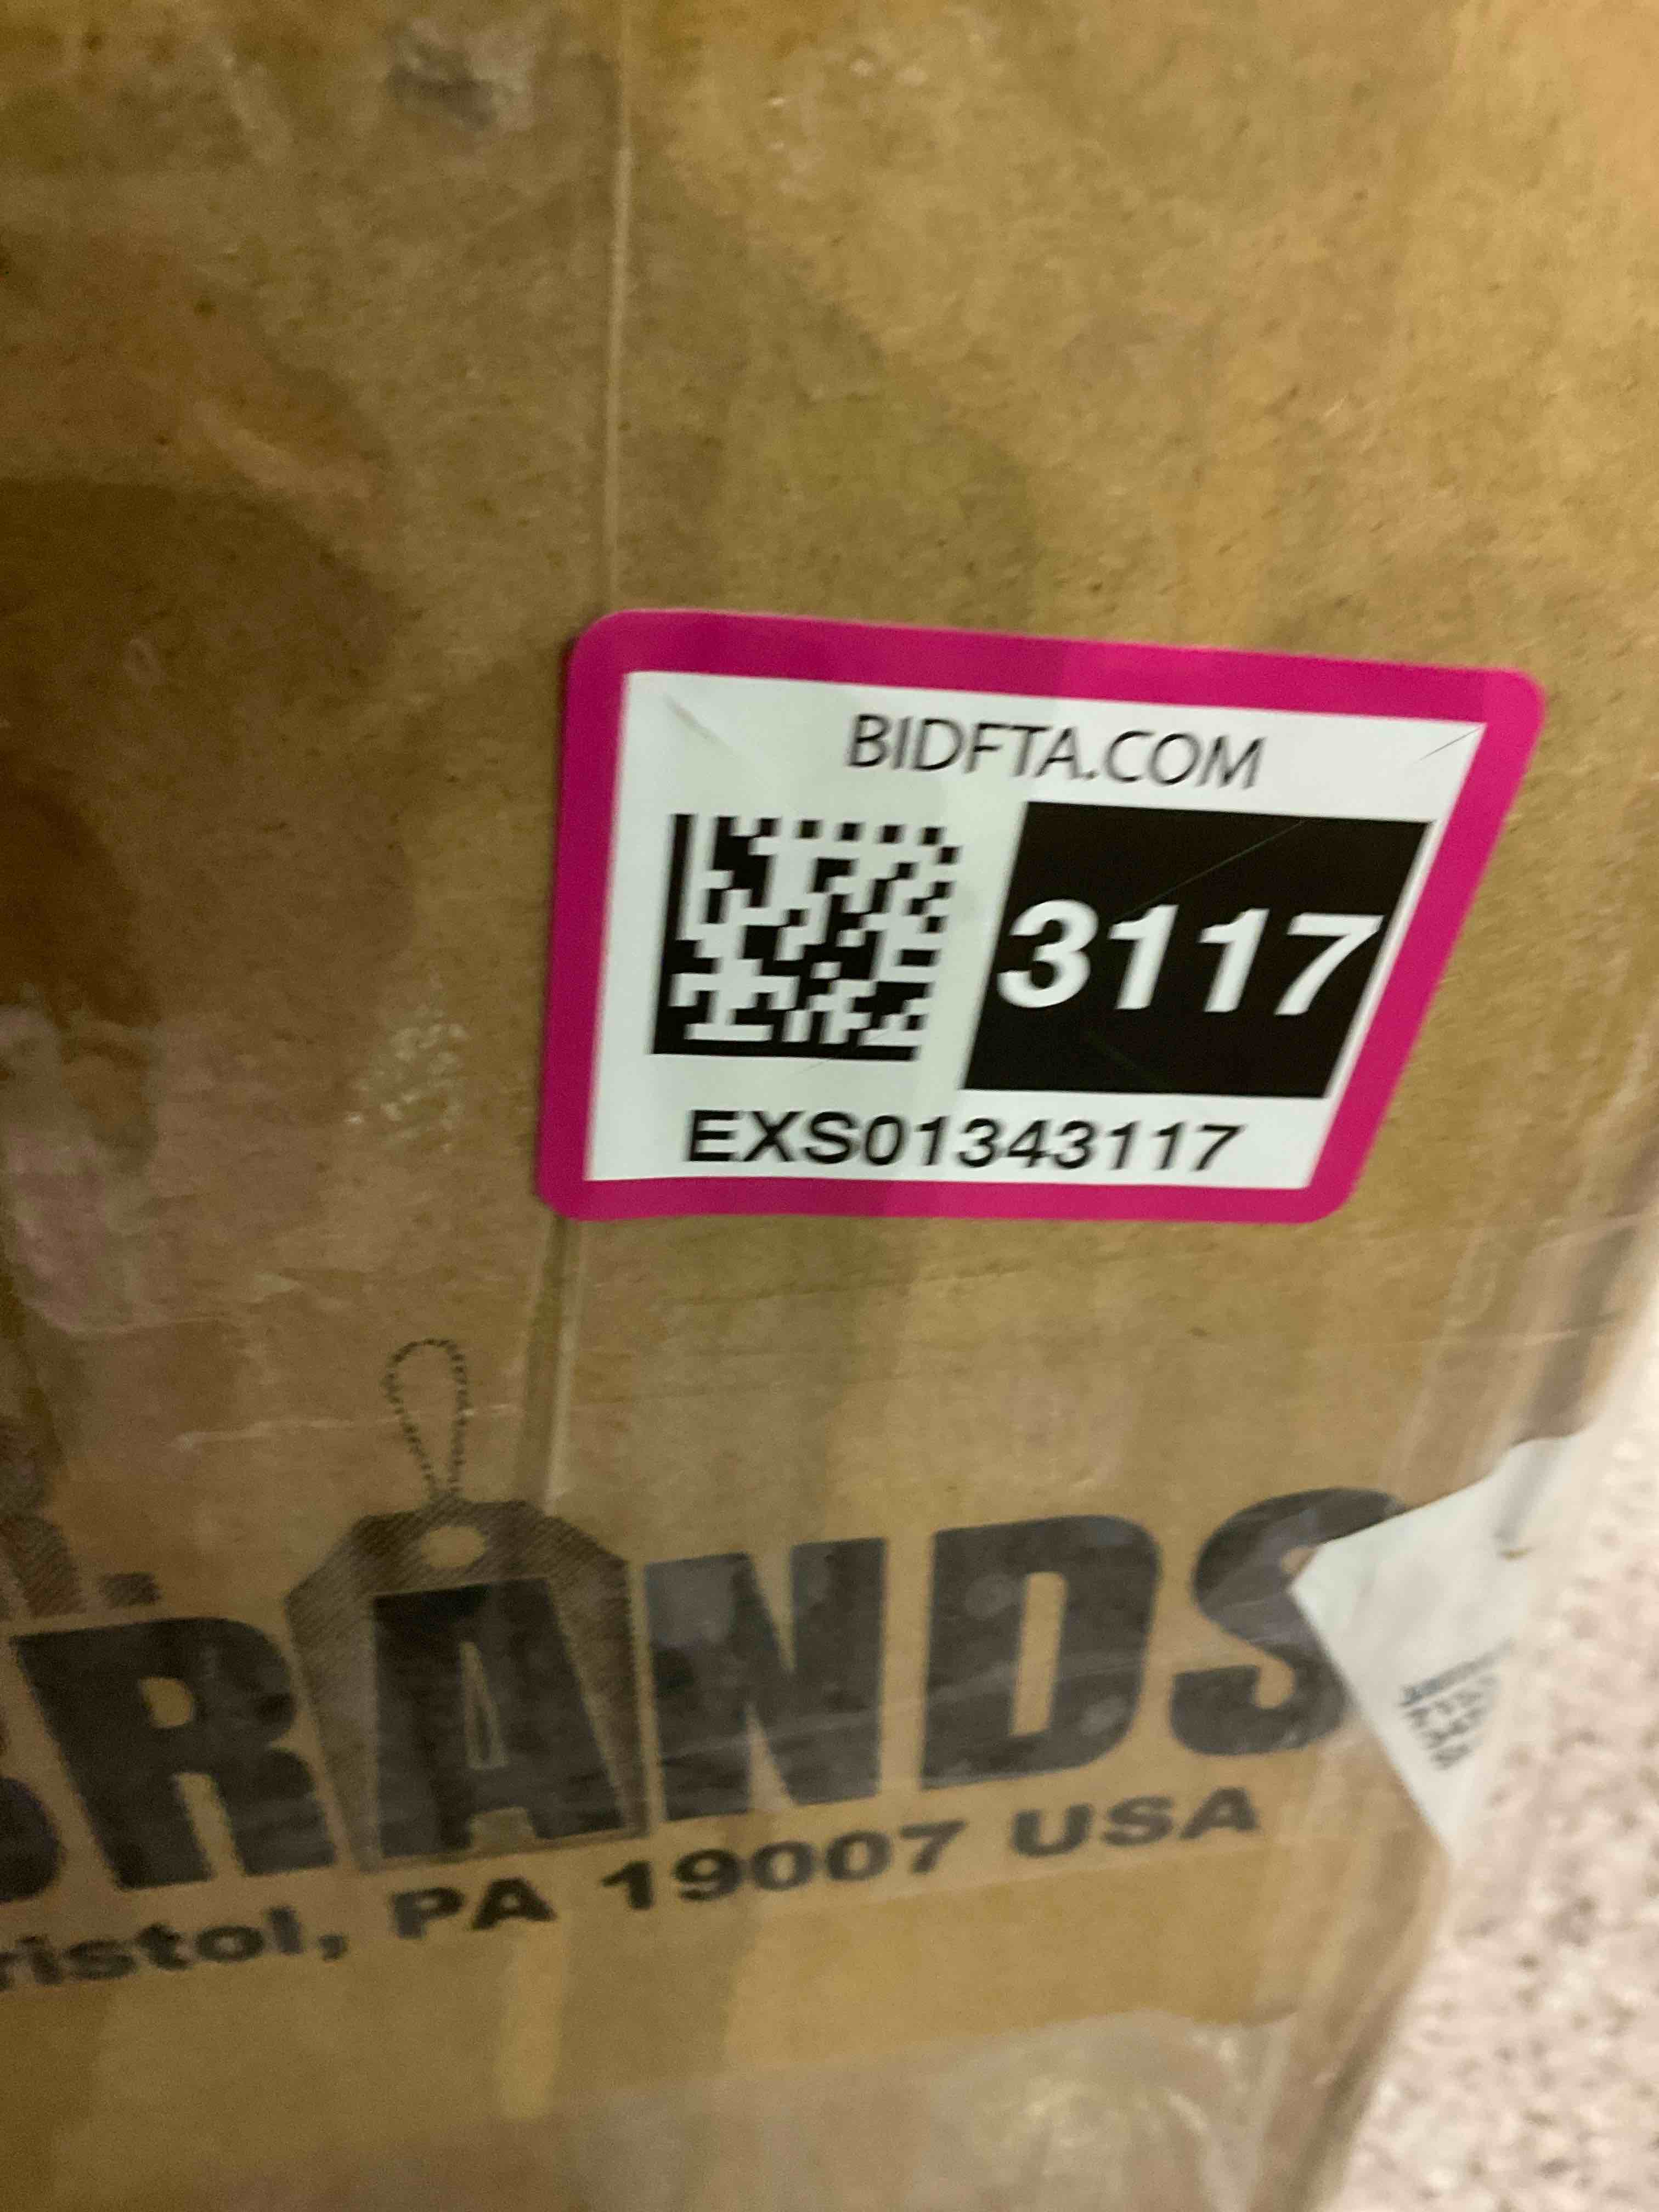 BIDFTA.COM
3117
EXS01343117
R.
BRANDS
ristol, PA 19007 USA